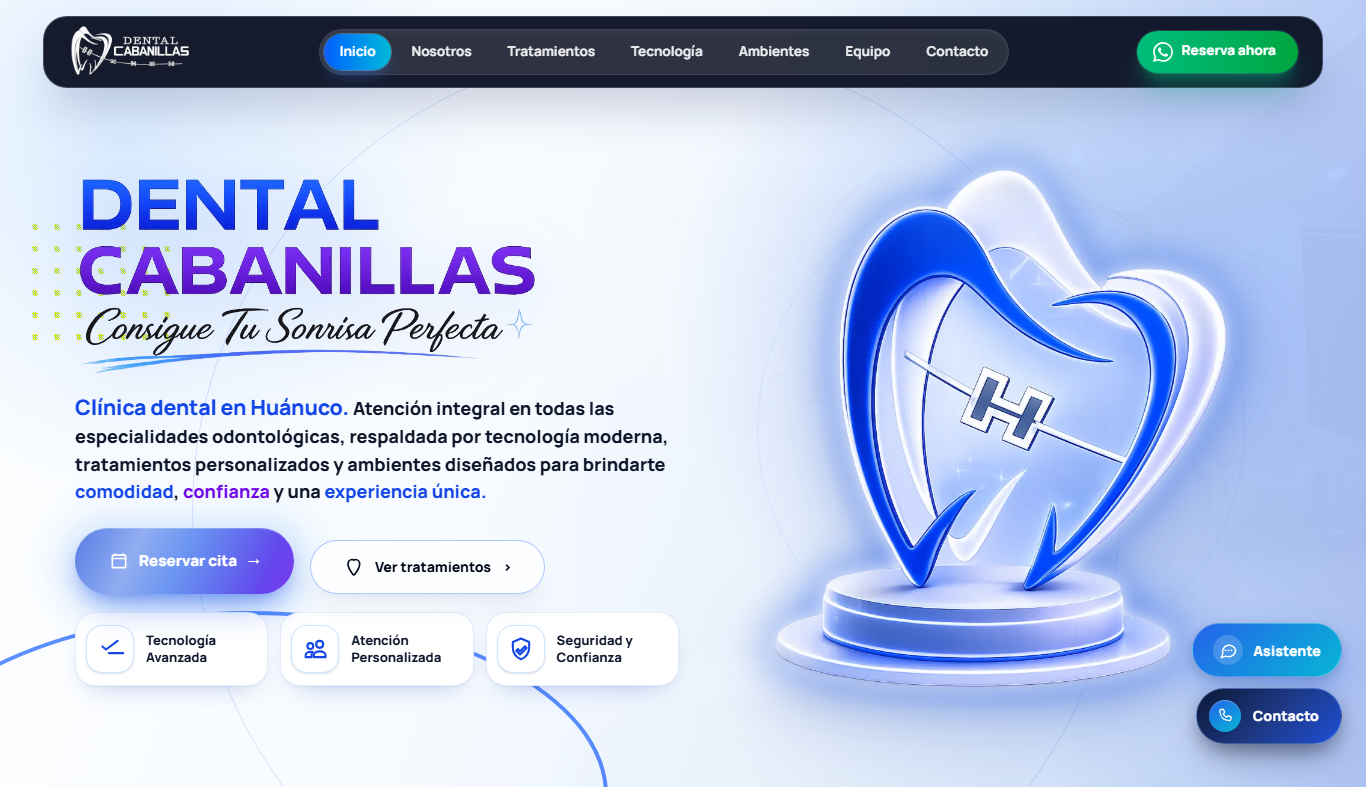 DENTAL
CABANILLAS
Inicio
Nosotros
Tratamientos
Tecnología
Ambientes
Equipo
Contacto
Reserva ahora
DENTAL
CABANILLAS
Consigue Tu Sonrisa Perfecta
Clínica dental en Huánuco. Atención integral en todas las
especialidades odontológicas, respaldada por tecnología moderna,
tratamientos personalizados y ambientes diseñados para brindarte
comodidad, confianza y una experiencia única.
Reservar cita →
Ver tratamientos ›
Tecnología
Avanzada
Atención
Personalizada
Seguridad y
Confianza
Asistente
Contacto